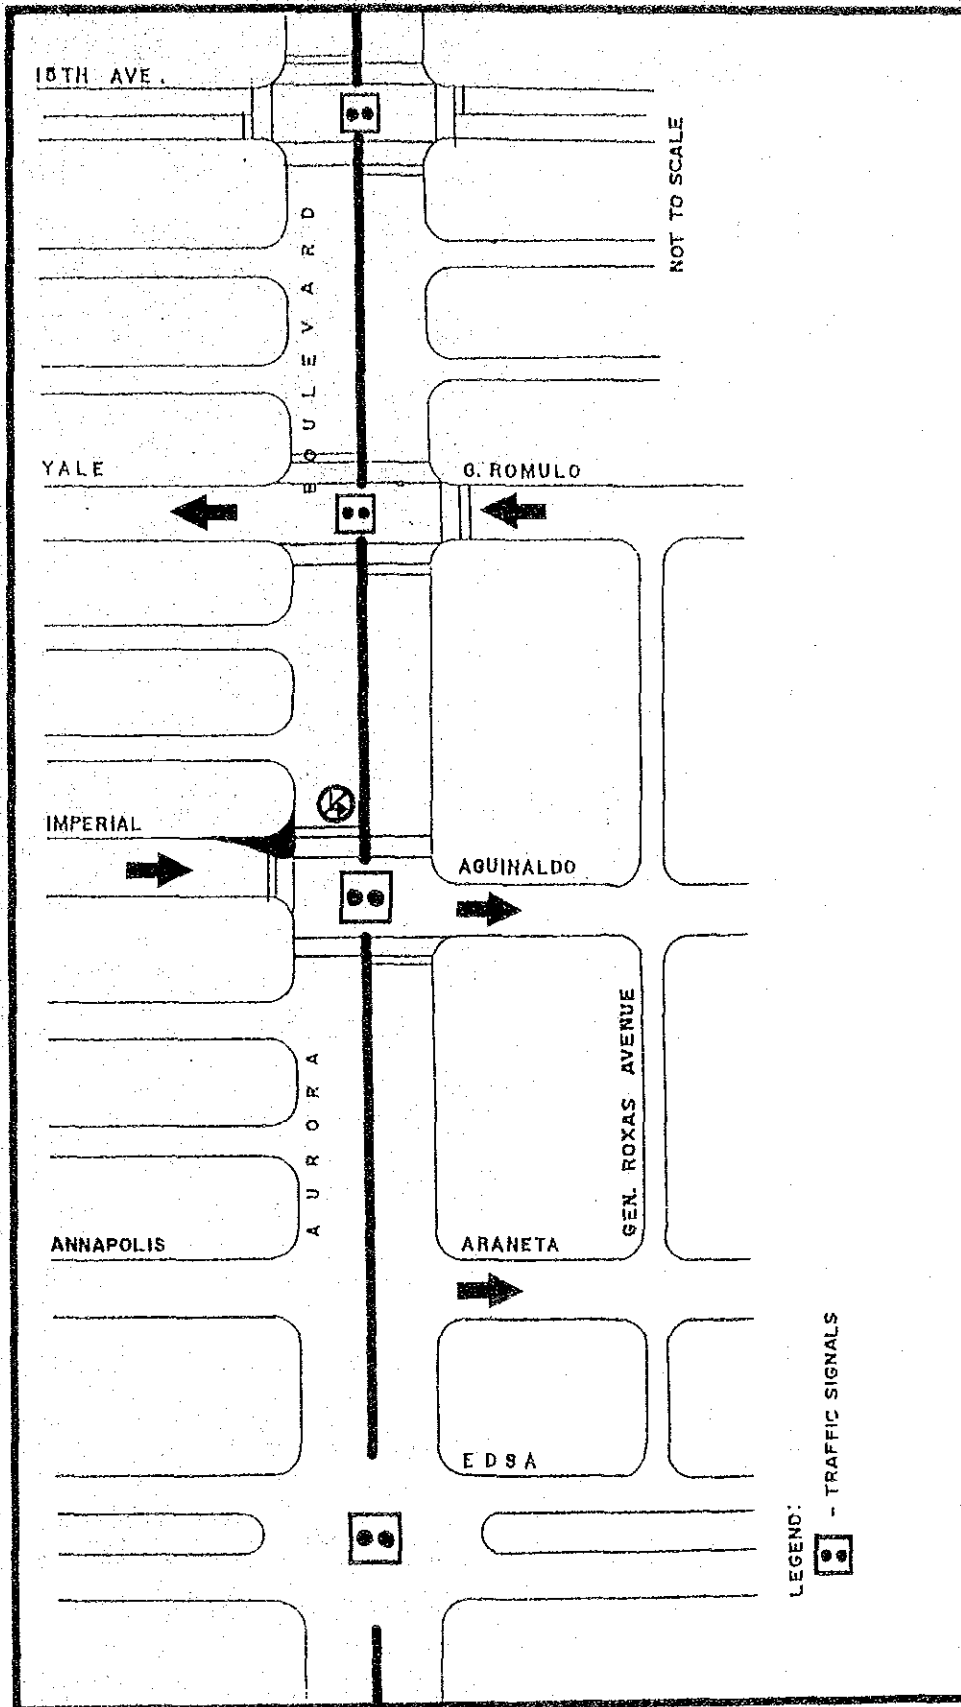 15TH AVE.
NOT TO SCALE
BOULEVARD
YALE
G. ROMULO
IMPERIAL
AGUINALDO
AURORA
GEN. ROXAS AVENUE
ANNAPOLIS
ARANETA
EDSA
LEGEND:
- TRAFFIC SIGNALS